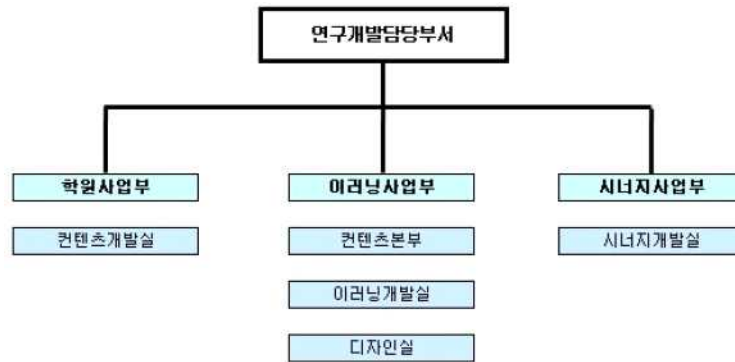 연구개발담당부서
학원사업부
이러닝사업부
시너지사업부
컨텐츠개발실
컨텐츠본부
시너지개발실
이러닝개발실
디자인실